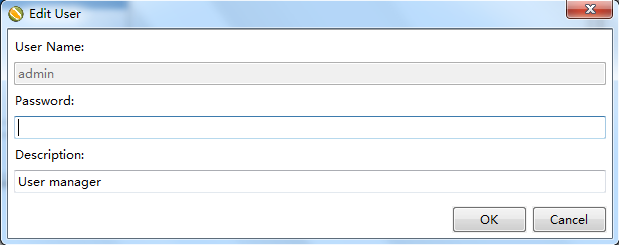 Edit User
User Name:
admin
Password:
Description:
User manager
OK Cancel